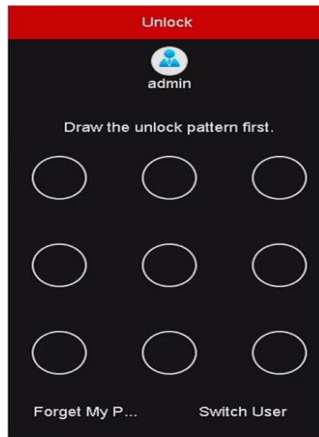 Unlock
admin
Draw the unlock pattern first.
Forget My P...
Switch User